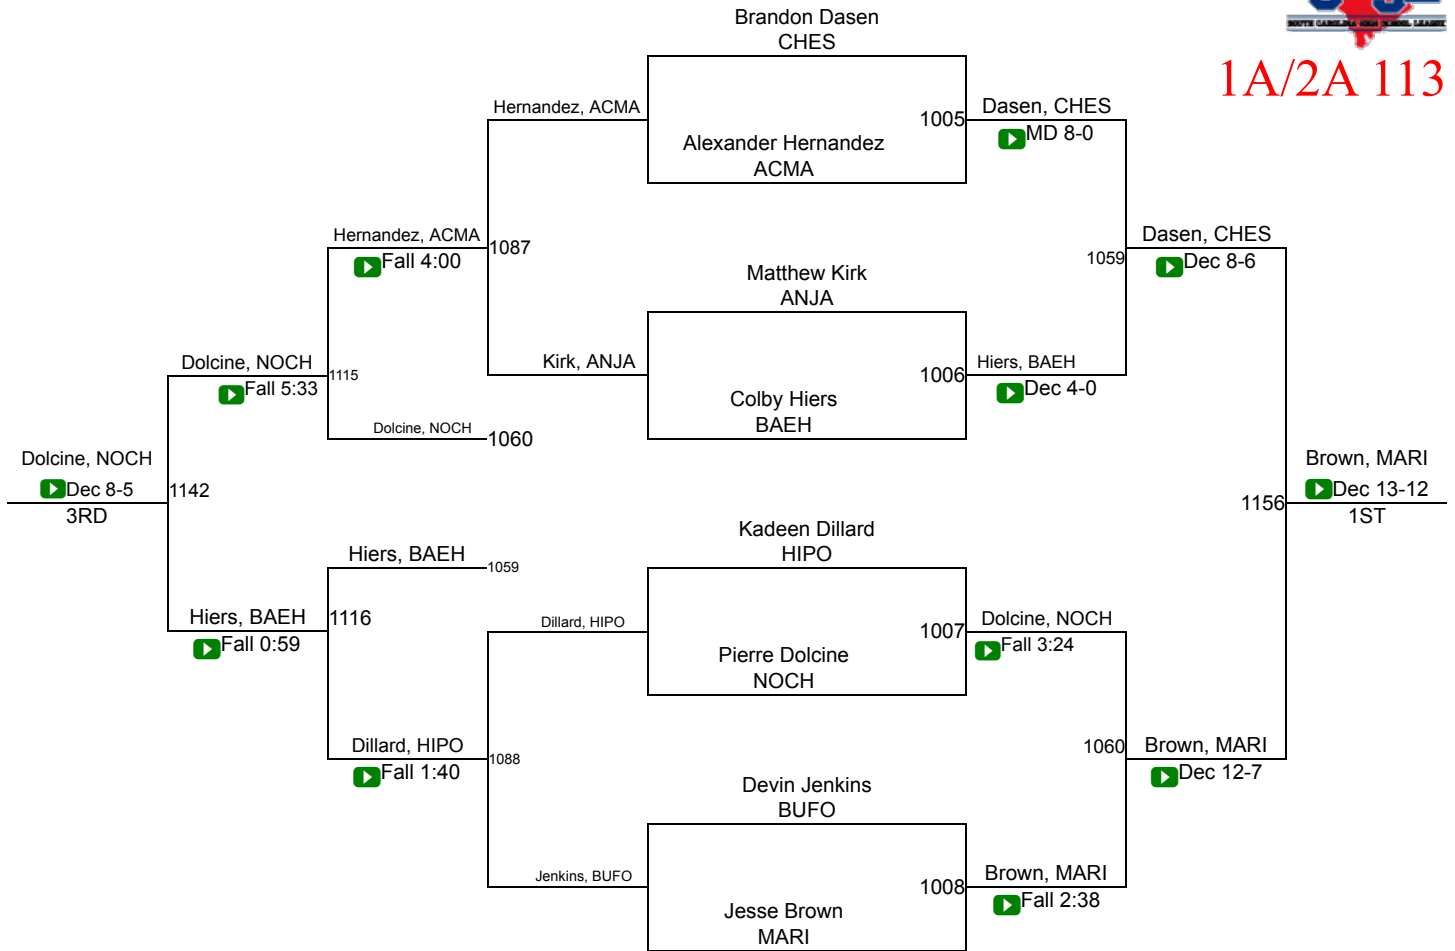 SOUTH CAROLINA HIGH SCHOOL LEAGUE
1A/2A 113
Brandon Dasen
CHES
Hernandez, ACMA
1005
Dasen, CHES
MD 8-0
Alexander Hernandez
ACMA
Hernandez, ACMA
Fall 4:00
1087
Matthew Kirk
ANJA
1059
Dasen, CHES
Dec 8-6
Dolcine, NOCH
Fall 5:33
1115
Kirk, ANJA
1006
Hiers, BAEH
Dec 4-0
Colby Hiers
BAEH
Dolcine, NOCH
1060
Dolcine, NOCH
Dec 8-5
3RD
1142
1156
Brown, MARI
Dec 13-12
1ST
Kadeen Dillard
HIPO
Hiers, BAEH
1059
Hiers, BAEH
Fall 0:59
1116
Dillard, HIPO
1007
Dolcine, NOCH
Fall 3:24
Pierre Dolcine
NOCH
Dillard, HIPO
Fall 1:40
1088
1060
Brown, MARI
Dec 12-7
Devin Jenkins
BUFO
Jenkins, BUFO
1008
Brown, MARI
Fall 2:38
Jesse Brown
MARI